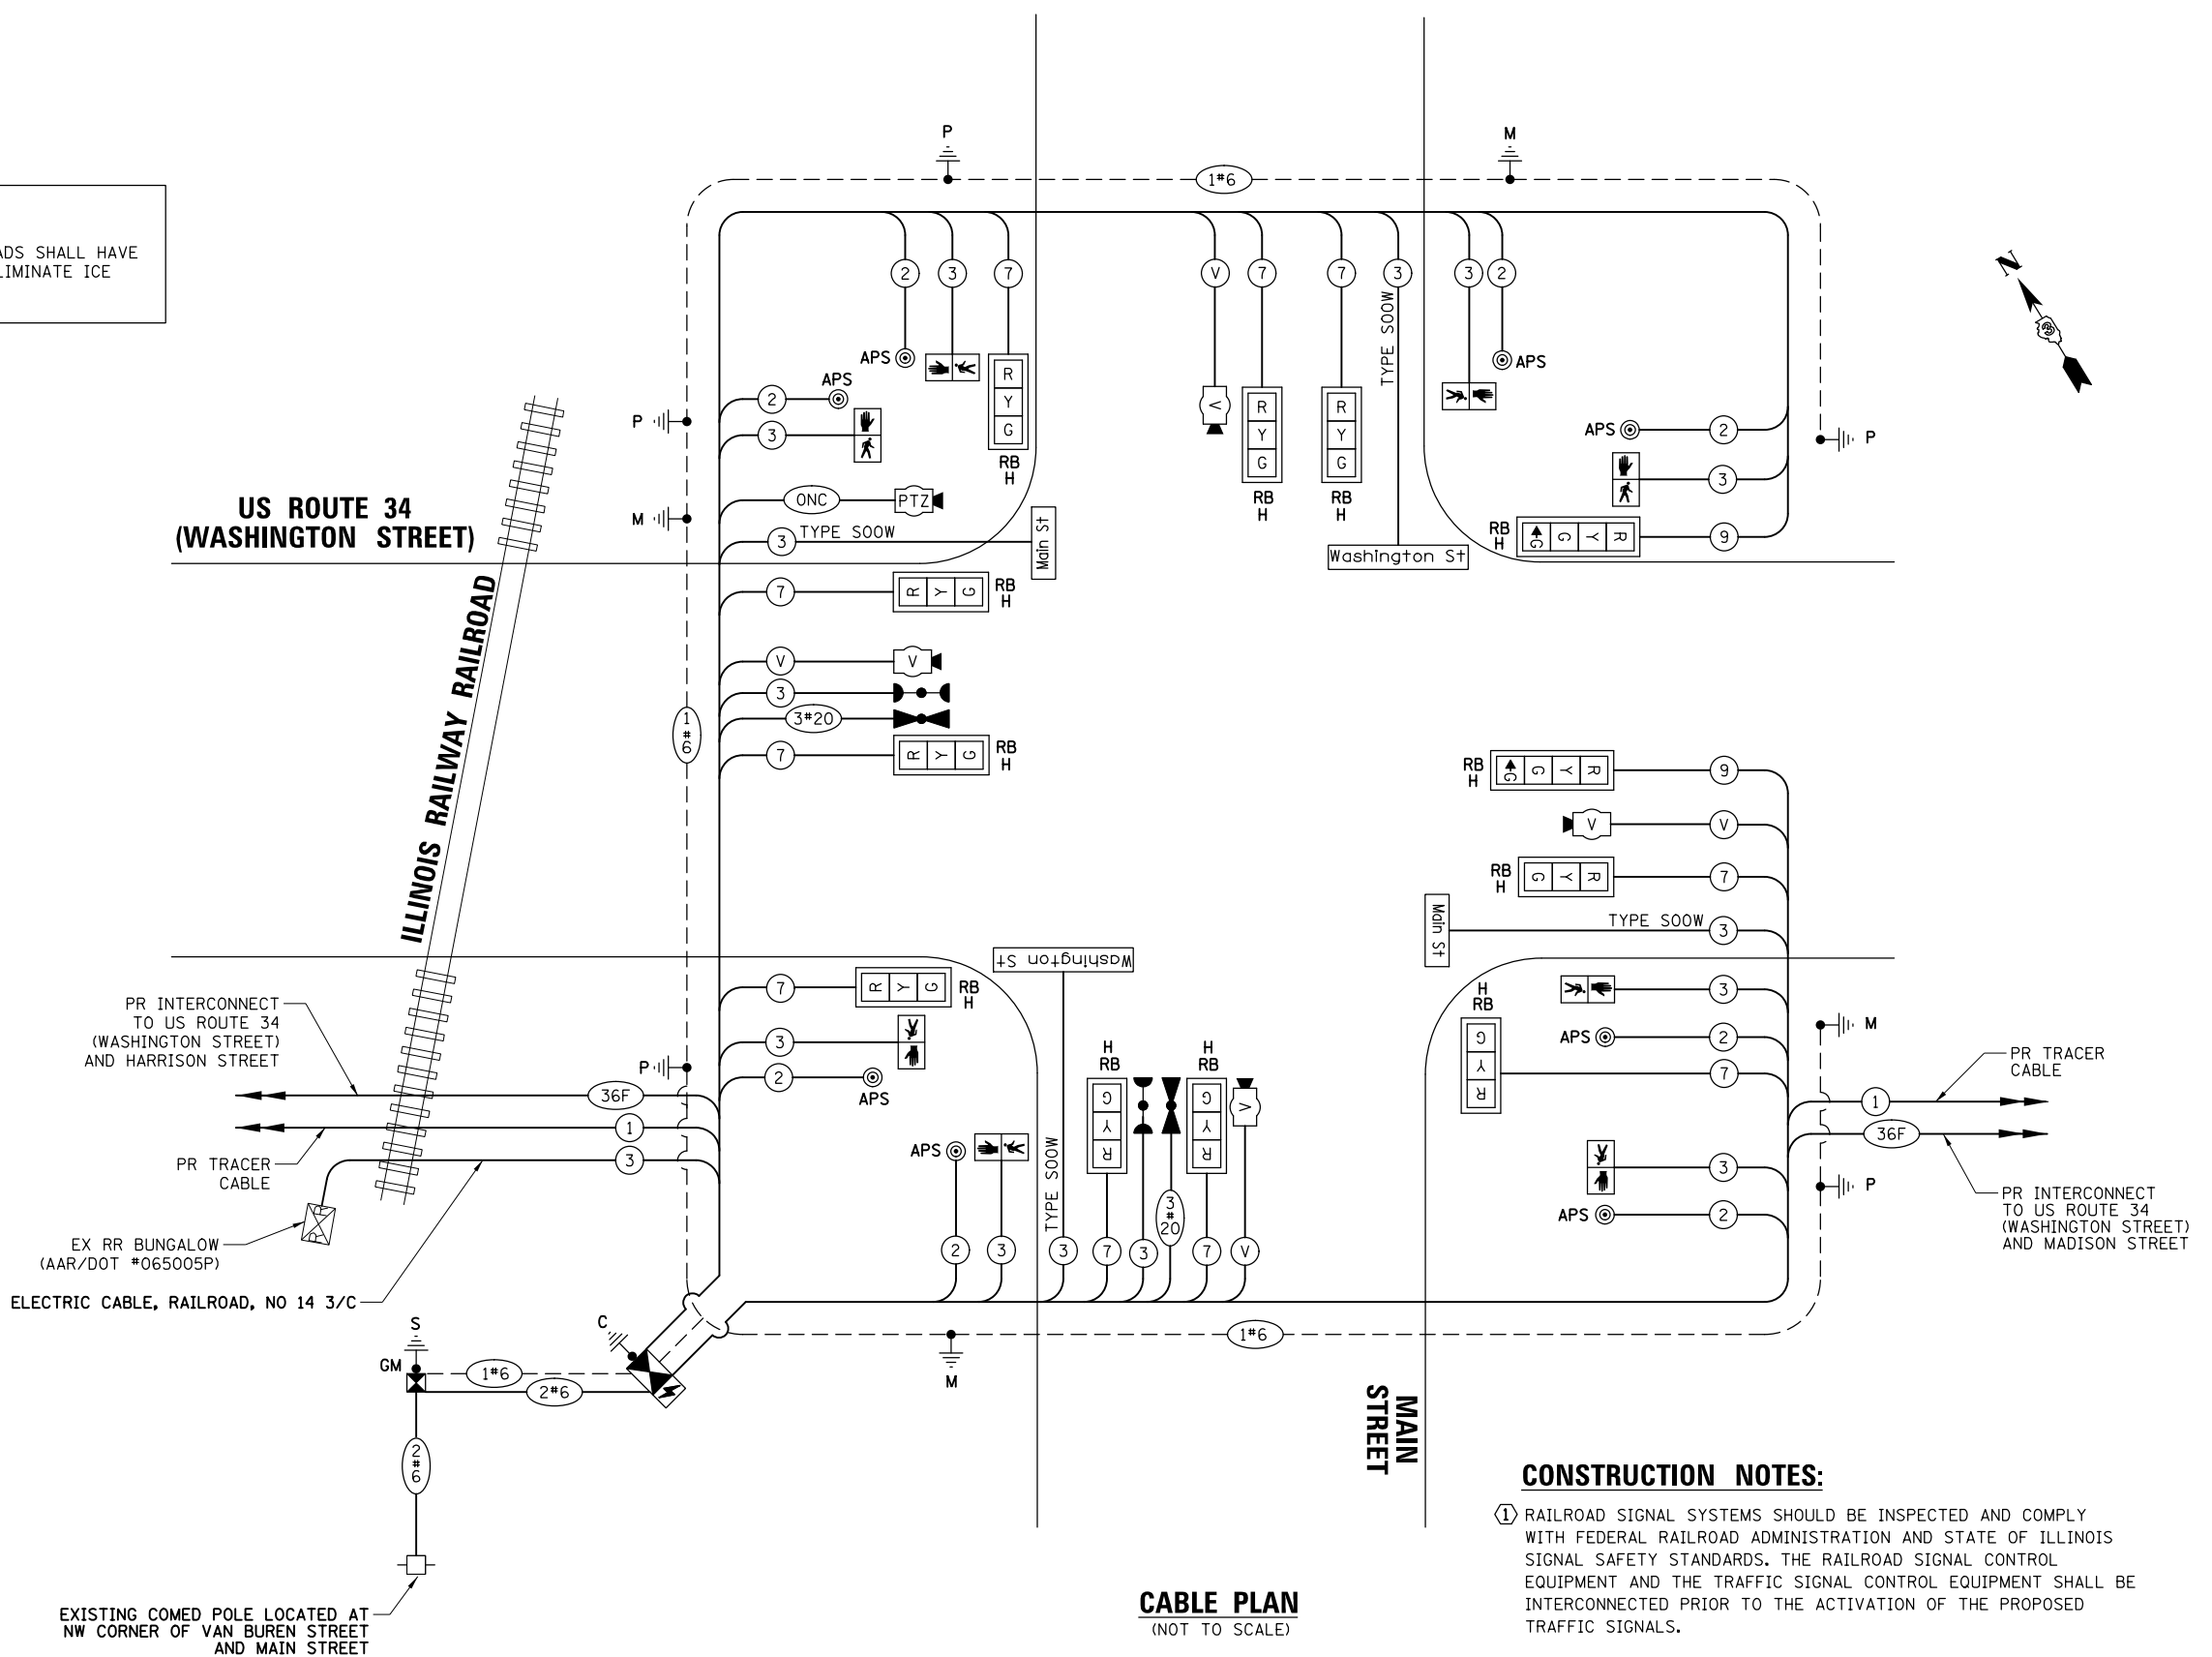 ADS SHALL HAVE
LIMINATE ICE
P
M
1#6
2
3
7
V
7
7
3
3
2
TYPE SOOW
APS
R
Y
G
RB
H
V
R
Y
G
RB
H
R
Y
G
RB
H
APS
Washington St
N
3
P
2
APS
3
M
ONC
PTZ
3
TYPE SOOW
Main St
7
R Y G
RB
H
V
V
3
3#20
7
R Y G
RB
H
1
#
6
APS
2
3
RB
H
G G Y R
9
P
US ROUTE 34
(WASHINGTON STREET)
ILLINOIS RAILWAY RAILROAD
RB
H
G G Y R
9
V
V
RB
H
G Y R
7
Main St
TYPE SOOW
3
3
APS
2
H
RB
G
Y
R
7
3
APS
2
M
P
1
36F
PR TRACER
CABLE
PR INTERCONNECT
TO US ROUTE 34
(WASHINGTON STREET)
AND MADISON STREET
7
R Y G
RB
H
3
2
APS
P
Washington St
PR INTERCONNECT
TO US ROUTE 34
(WASHINGTON STREET)
AND HARRISON STREET
36F
1
3
PR TRACER
CABLE
R
R
EX RR BUNGALOW
(AAR/DOT #065005P)
ELECTRIC CABLE, RAILROAD, NO 14 3/C
APS
2
3
TYPE SOOW
3
H
RB
G
Y
R
7
3
3
#
20
H
RB
G
Y
R
7
V
V
1#6
M
S
C
GM
1#6
2#6
2
#
6
EXISTING COMED POLE LOCATED AT
NW CORNER OF VAN BUREN STREET
AND MAIN STREET
MAIN
STREET
CABLE PLAN
(NOT TO SCALE)
CONSTRUCTION NOTES:
1 RAILROAD SIGNAL SYSTEMS SHOULD BE INSPECTED AND COMPLY
WITH FEDERAL RAILROAD ADMINISTRATION AND STATE OF ILLINOIS
SIGNAL SAFETY STANDARDS. THE RAILROAD SIGNAL CONTROL
EQUIPMENT AND THE TRAFFIC SIGNAL CONTROL EQUIPMENT SHALL BE
INTERCONNECTED PRIOR TO THE ACTIVATION OF THE PROPOSED
TRAFFIC SIGNALS.